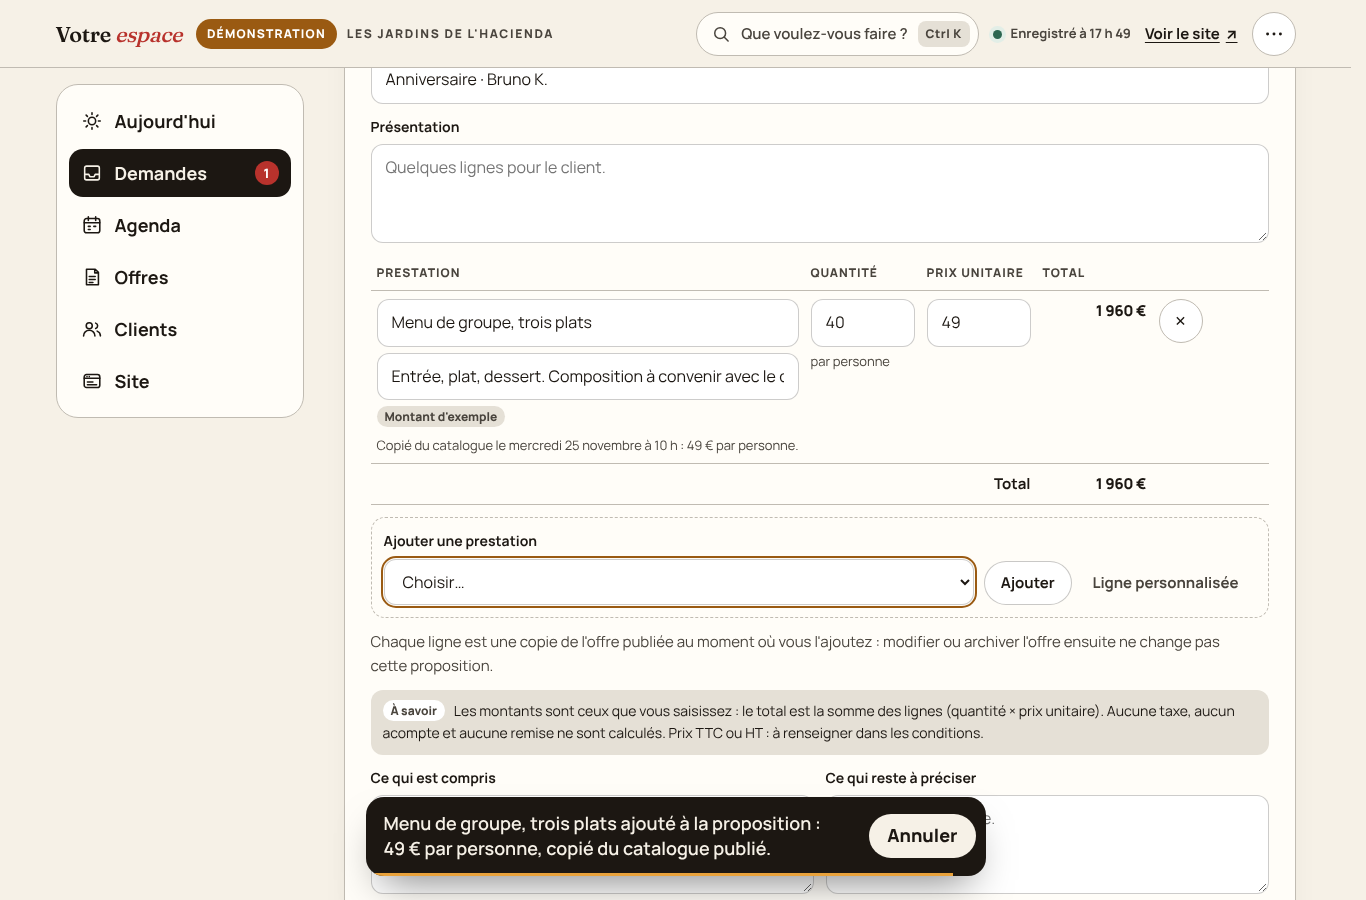 Votre espace
DÉMONSTRATION
LES JARDINS DE L'HACIENDA
Que voulez-vous faire ?
Ctrl K
Enregistré à 17 h 49
Voir le site
Aujourd'hui
Demandes
1
Agenda
Offres
Clients
Site
Anniversaire · Bruno K.
Présentation
Quelques lignes pour le client.
PRESTATION
QUANTITÉ
PRIX UNITAIRE
TOTAL
Menu de groupe, trois plats
40
49
1 960 €
par personne
Entrée, plat, dessert. Composition à convenir avec le
Montant d'exemple
Copié du catalogue le mercredi 25 novembre à 10 h : 49 € par personne.
Total
1 960 €
Ajouter une prestation
Choisir…
Ajouter
Ligne personnalisée
Chaque ligne est une copie de l'offre publiée au moment où vous l'ajoutez : modifier ou archiver l'offre ensuite ne change pas
cette proposition.
À savoir
Les montants sont ceux que vous saisissez : le total est la somme des lignes (quantité × prix unitaire). Aucune taxe, aucun
acompte et aucune remise ne sont calculés. Prix TTC ou HT : à renseigner dans les conditions.
Ce qui est compris
Ce qui reste à préciser
Menu de groupe, trois plats ajouté à la proposition :
49 € par personne, copié du catalogue publié.
Annuler